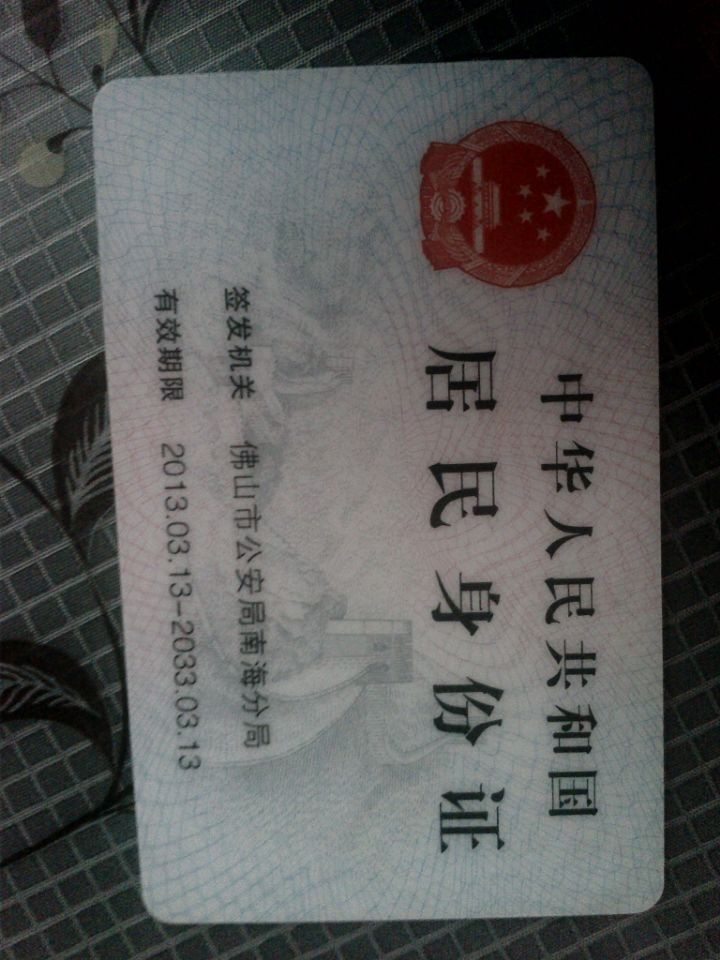 中华人民共和国
居民身份证
签发机关 佛山市公安局南海分局
有效期限 2013.03.13-2033.03.13